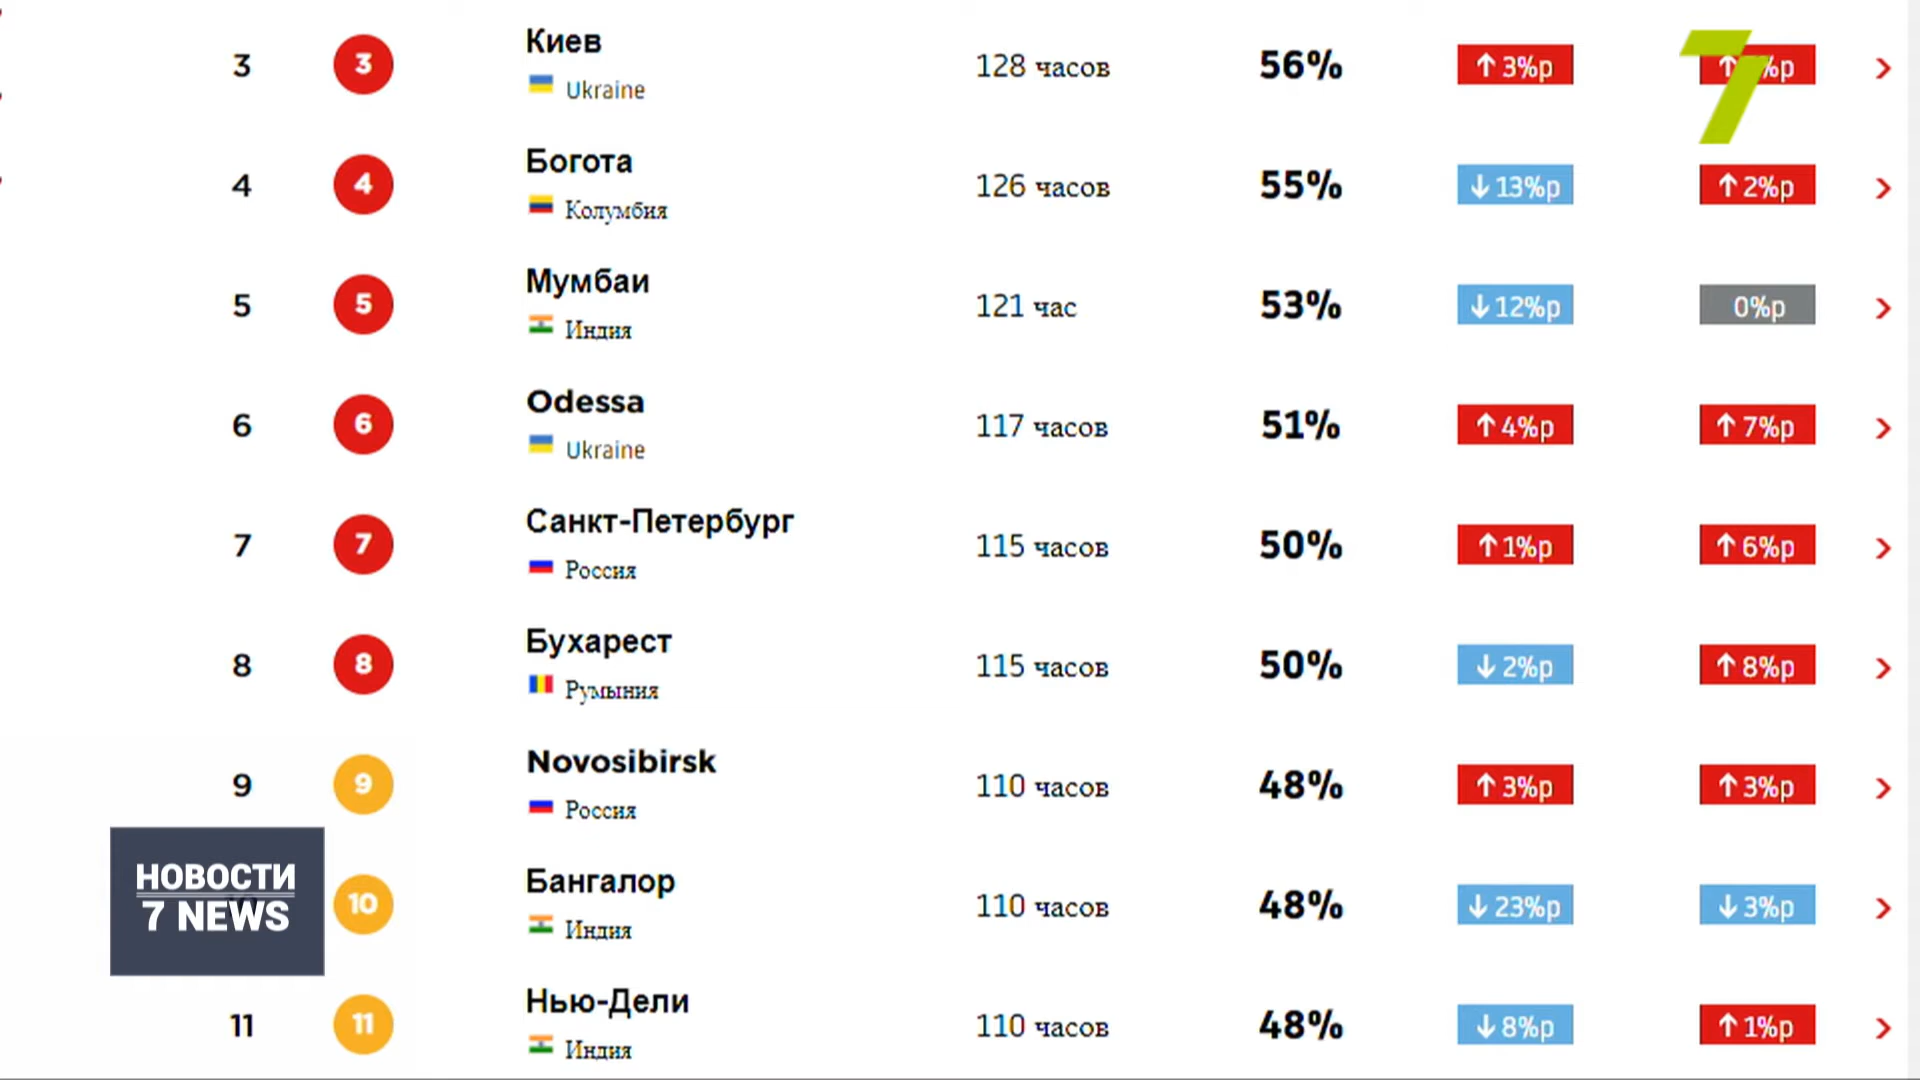 3 3 Киев 128 часов 56% ↑ 3%p ↑ %p
Ukraine
7
4 4 Богота 126 часов 55% ↓ 13%p ↑ 2%p
Колумбия
5 5 Мумбаи 121 час 53% ↓ 12%p 0%p
Индия
6 6 Odessa 117 часов 51% ↑ 4%p ↑ 7%p
Ukraine
7 7 Санкт-Петербург 115 часов 50% ↑ 1%p ↑ 6%p
Россия
8 8 Бухарест 115 часов 50% ↓ 2%p ↑ 8%p
Румыния
9 9 Novosibirsk 110 часов 48% ↑ 3%p ↑ 3%p
Россия
НОВОСТИ
7 NEWS
10 Бангалор 110 часов 48% ↓ 23%p ↓ 3%p
Индия
11 11 Нью-Дели 110 часов 48% ↓ 8%p ↑ 1%p
Индия